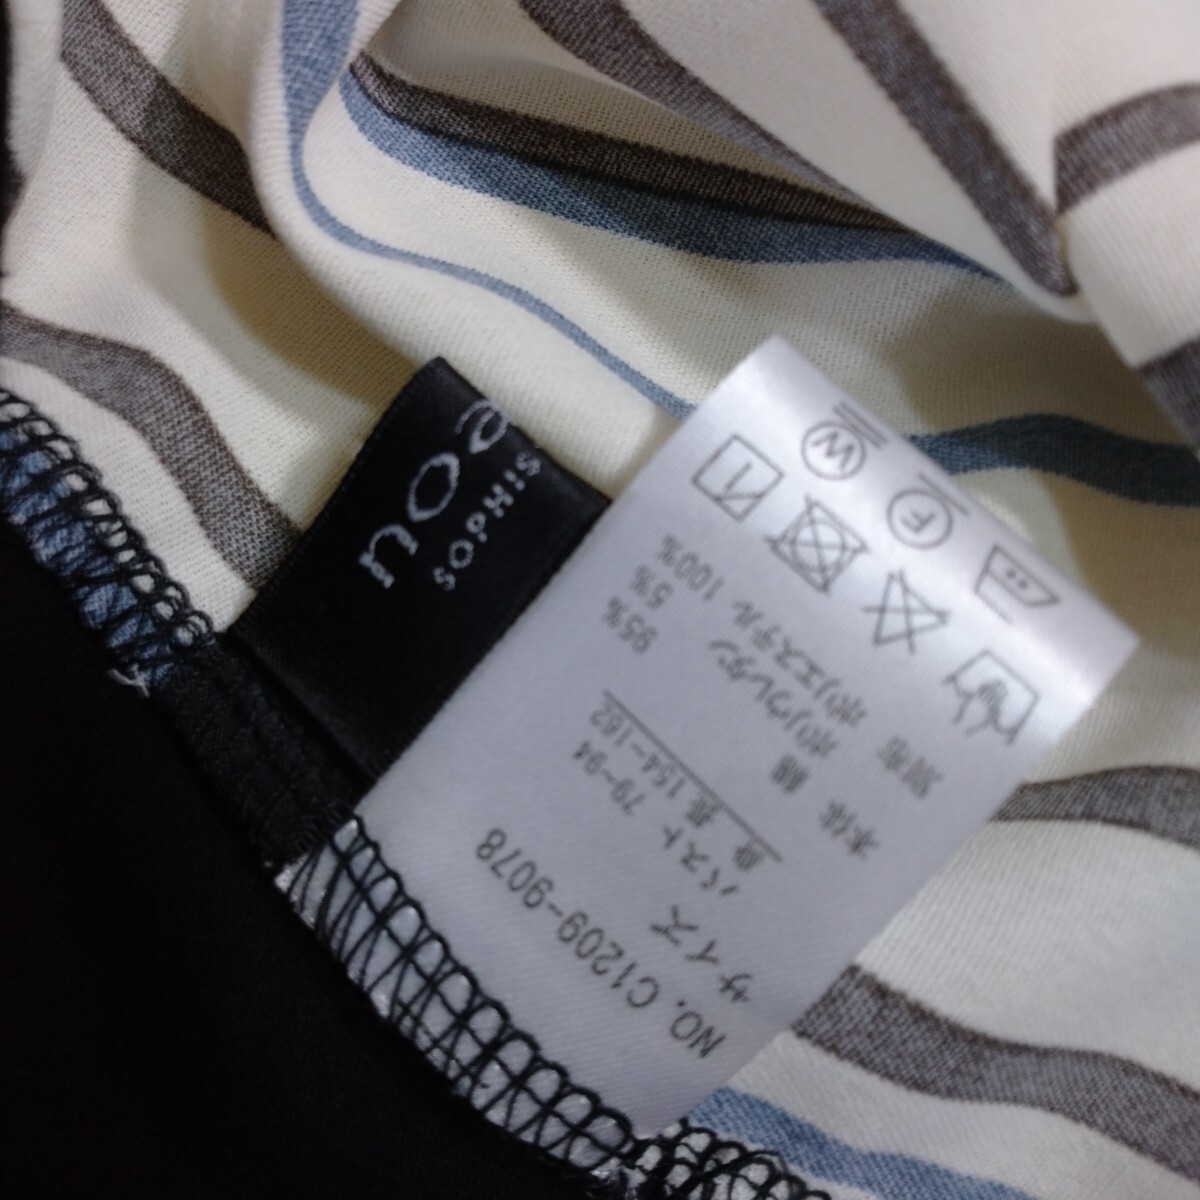 noa
SOPHIS
NO. C1209-9078
サイズ
バスト 79~94
身 長 154~162
本体 綿 95%
ポリウレタン 5%
別布 ポリエステル 100%
W
F